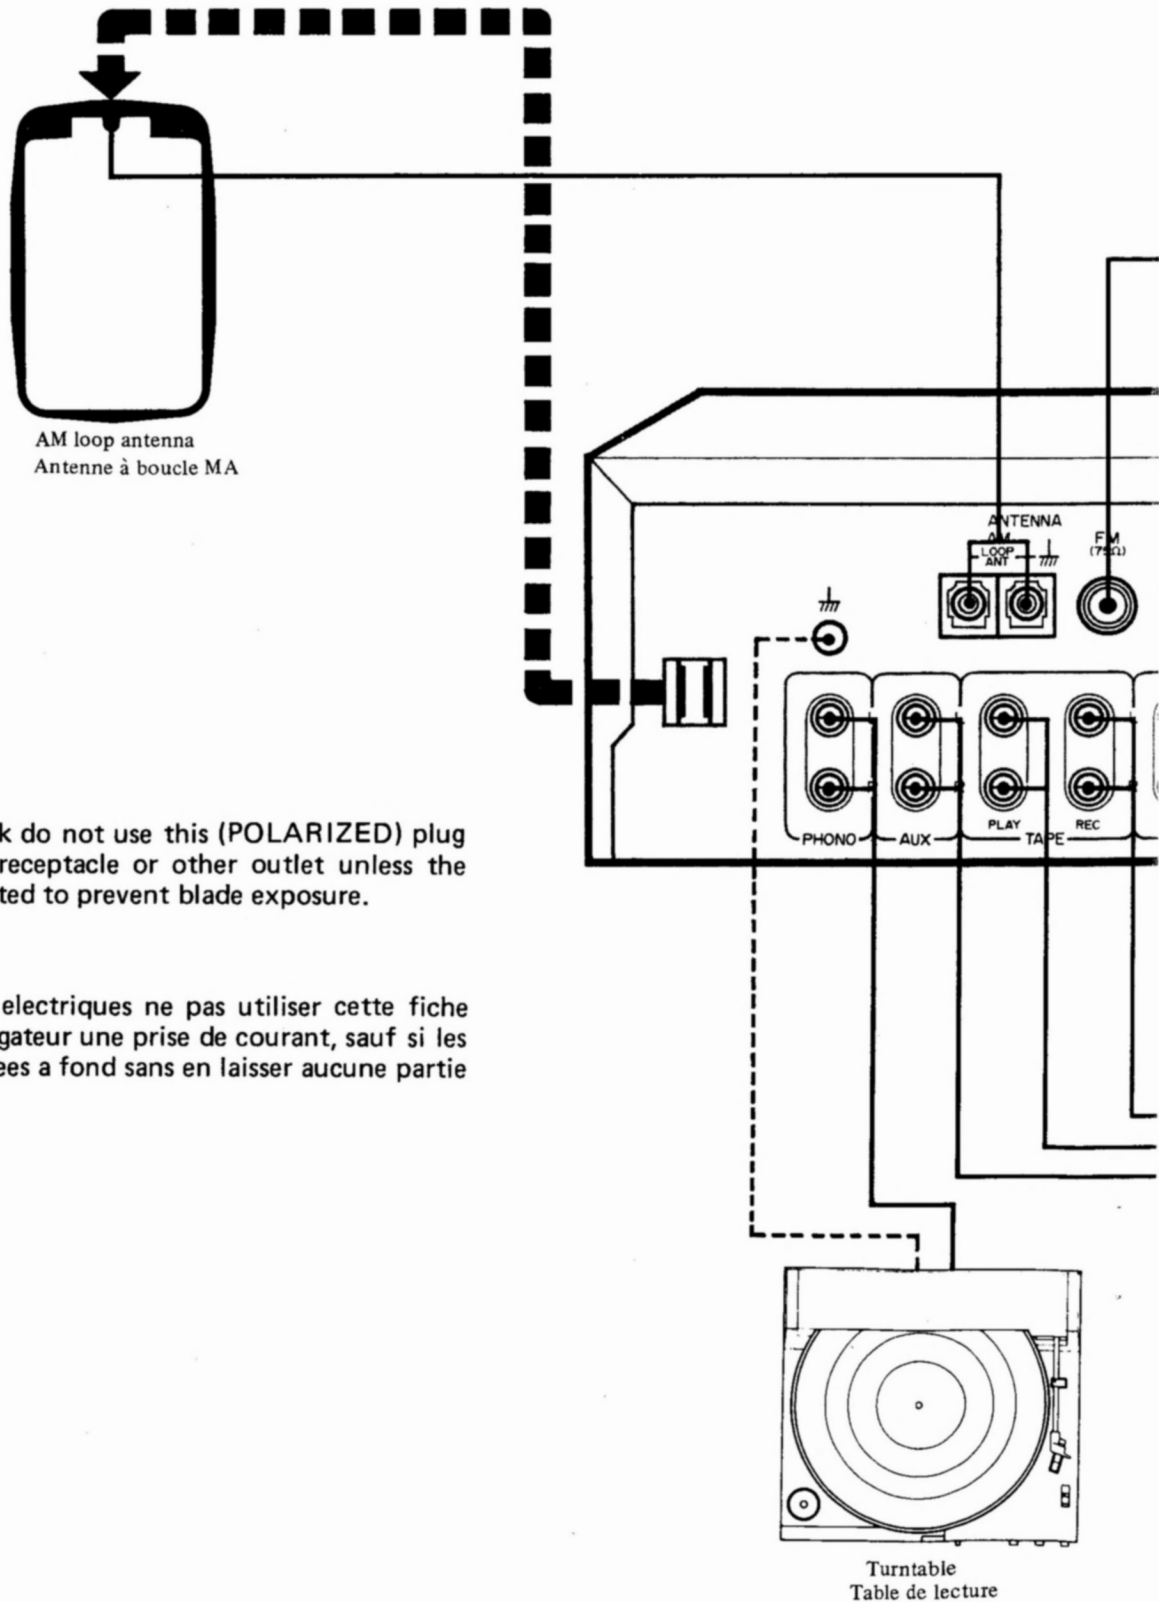 AM loop antenna
Antenne à boucle MA
ANTENNA
AM
LOOP
ANT
FM
(75Ω)
PHONO
AUX
PLAY
REC
TAPE
k do not use this (POLARIZED) plug
receptacle or other outlet unless the
ted to prevent blade exposure.
electriques ne pas utiliser cette fiche
gateur une prise de courant, sauf si les
ees a fond sans en laisser aucune partie
Turntable
Table de lecture